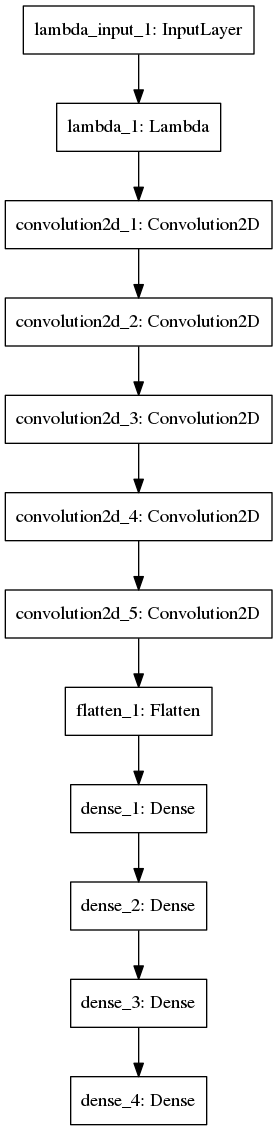 lambda_input_1: InputLayer
lambda_1: Lambda
convolution2d_1: Convolution2D
convolution2d_2: Convolution2D
convolution2d_3: Convolution2D
convolution2d_4: Convolution2D
convolution2d_5: Convolution2D
flatten_1: Flatten
dense_1: Dense
dense_2: Dense
dense_3: Dense
dense_4: Dense